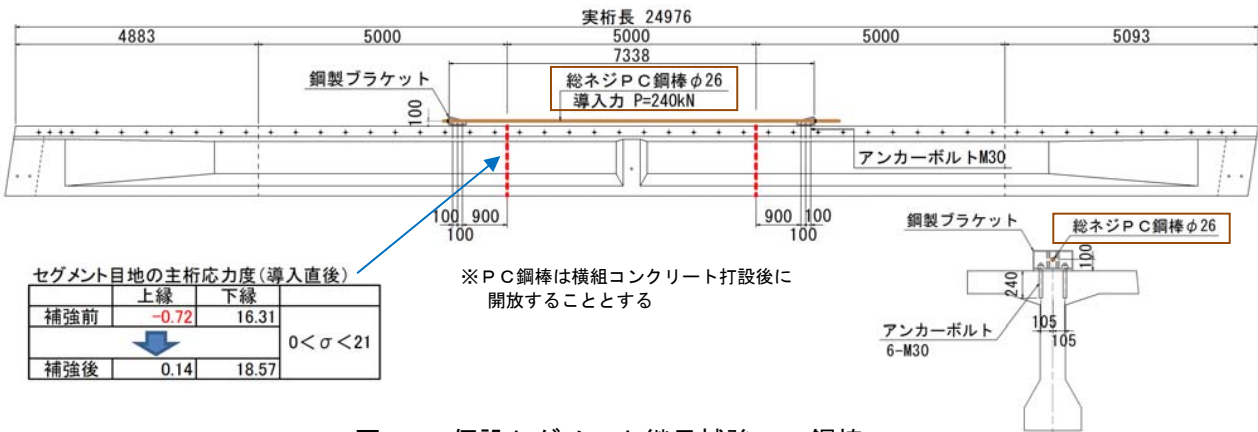 実桁長 24976
4883 5000 5000 5000 5093
7338
鋼製ブラケット
総ネジPC鋼棒φ26
導入力 P=240kN
100
アンカーボルトM30
100 900
100
900 100
100
セグメント目地の主桁応力度(導入直後)
上縁 下縁
補強前 -0.72 16.31
0<σ<21
補強後 0.14 18.57
※PC鋼棒は横組コンクリート打設後に
開放することとする
鋼製ブラケット
総ネジPC鋼棒φ26
100
240
アンカーボルト
6-M30
105
105